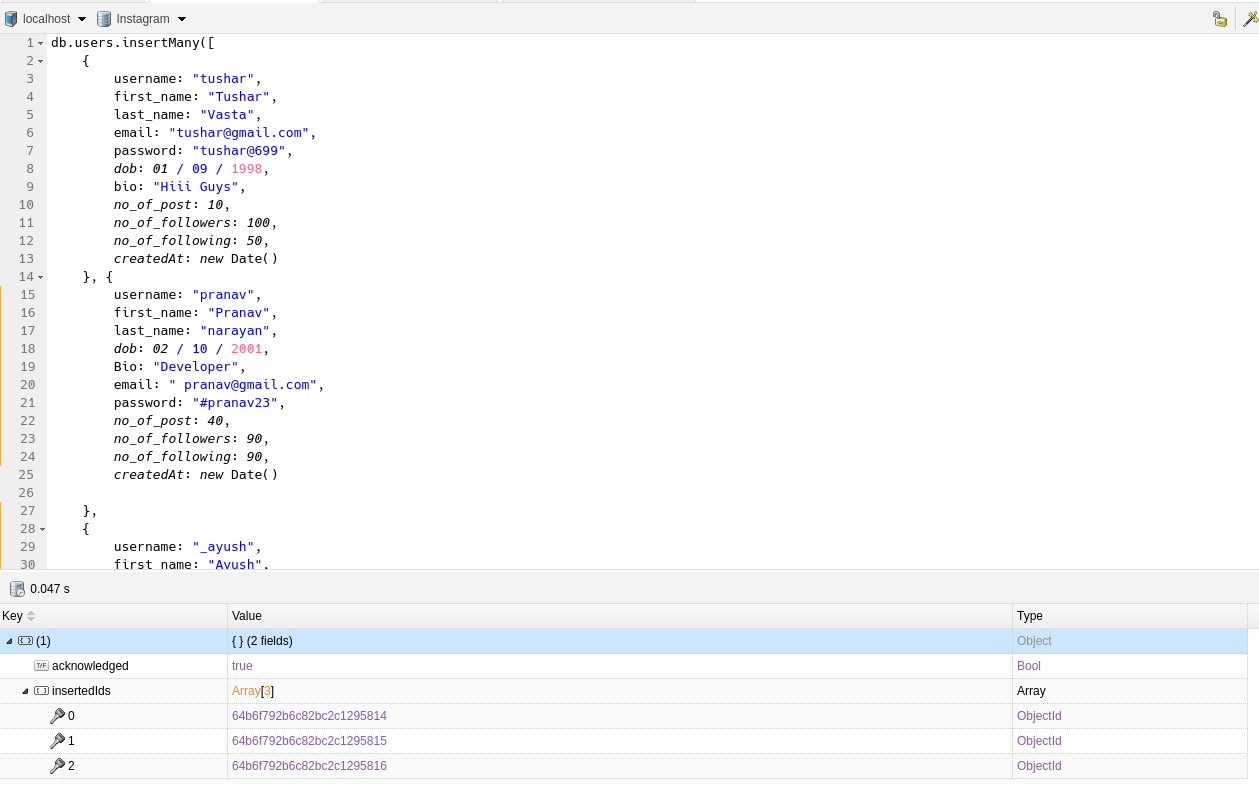 localhost Instagram
1 db.users.insertMany([
2 {
3 username: "tushar",
4 first_name: "Tushar",
5 last_name: "Vasta",
6 email: "tushar@gmail.com",
7 password: "tushar@699",
8 dob: 01 / 09 / 1998,
9 bio: "Hiii Guys",
10 no_of_post: 10,
11 no_of_followers: 100,
12 no_of_following: 50,
13 createdAt: new Date()
14 }, {
15 username: "pranav",
16 first_name: "Pranav",
17 last_name: "narayan",
18 dob: 02 / 10 / 2001,
19 Bio: "Developer",
20 email: " pranav@gmail.com",
21 password: "#pranav23",
22 no_of_post: 40,
23 no_of_followers: 90,
24 no_of_following: 90,
25 createdAt: new Date()
26
27 },
28 {
29 username: "_ayush",
30 first_name: "Ayush",
0.047 s
Key Value Type
(1) { } (2 fields) Object
T/F acknowledged true Bool
insertedIds Array[3] Array
0 64b6f792b6c82bc2c1295814 ObjectId
1 64b6f792b6c82bc2c1295815 ObjectId
2 64b6f792b6c82bc2c1295816 ObjectId